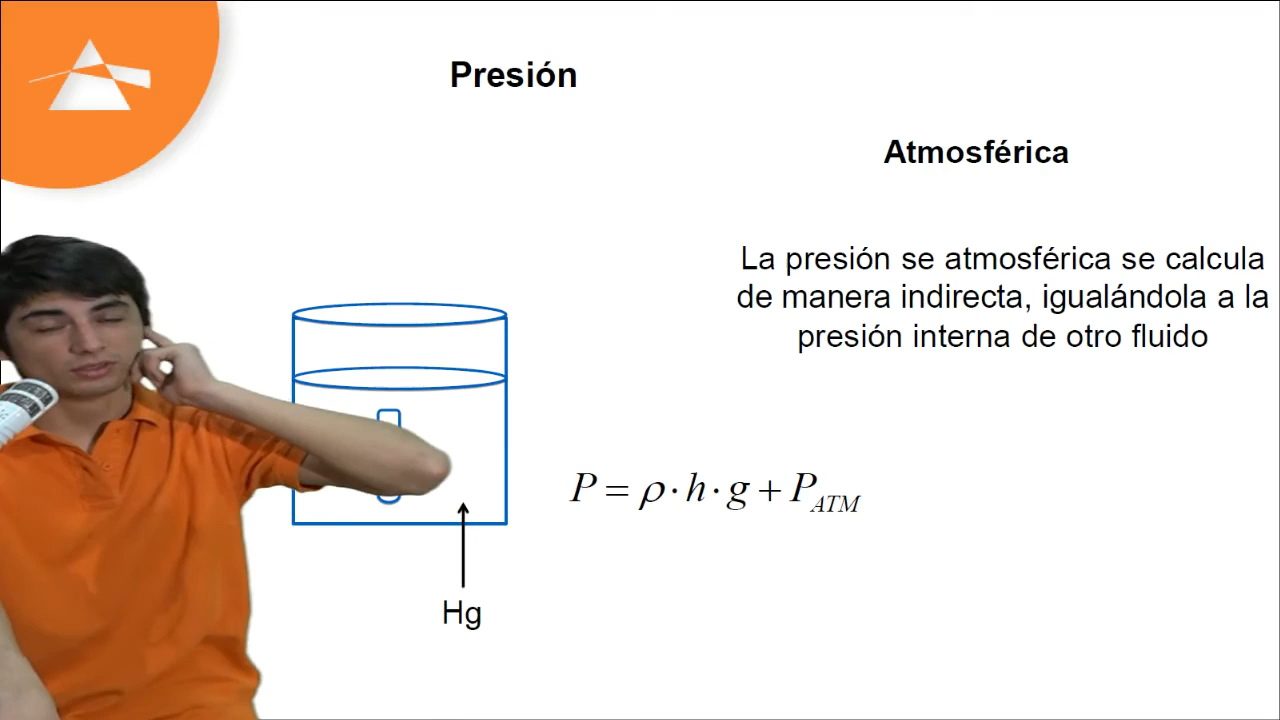 Presión
Atmosférica
La presión se atmosférica se calcula
de manera indirecta, igualándola a la
presión interna de otro fluido
P = ρ · h · g + P_ATM
Hg